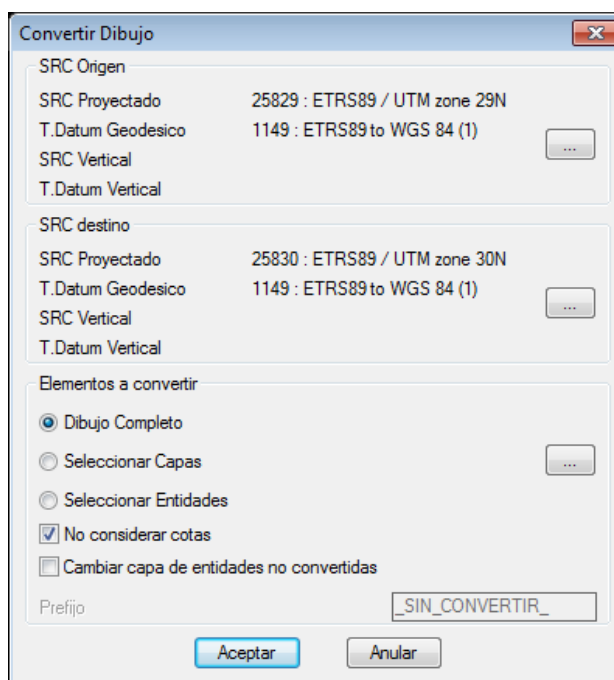 Convertir Dibujo
SRC Origen
SRC Proyectado 25829 : ETRS89 / UTM zone 29N
T.Datum Geodesico 1149 : ETRS89 to WGS 84 (1)
...
SRC Vertical
T.Datum Vertical
SRC destino
SRC Proyectado 25830 : ETRS89 / UTM zone 30N
T.Datum Geodesico 1149 : ETRS89 to WGS 84 (1)
...
SRC Vertical
T.Datum Vertical
Elementos a convertir
Dibujo Completo
Seleccionar Capas ...
Seleccionar Entidades
No considerar cotas
Cambiar capa de entidades no convertidas
Prefijo _SIN_CONVERTIR_
Aceptar Anular